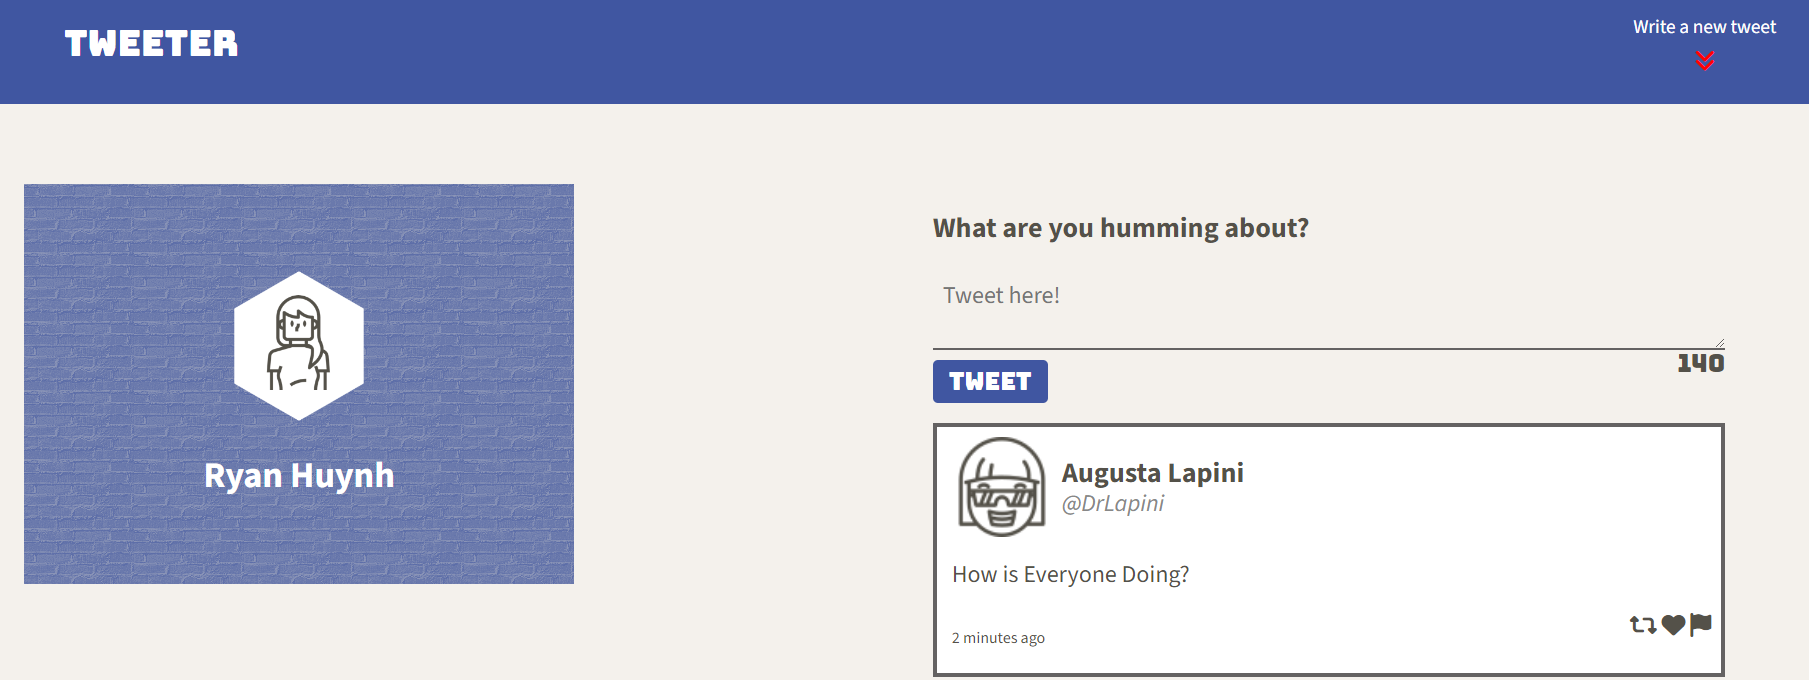 TWEETER
Write a new tweet
Ryan Huynh
What are you humming about?
Tweet here!
TWEET
140
Augusta Lapini
@DrLapini
How is Everyone Doing?
2 minutes ago